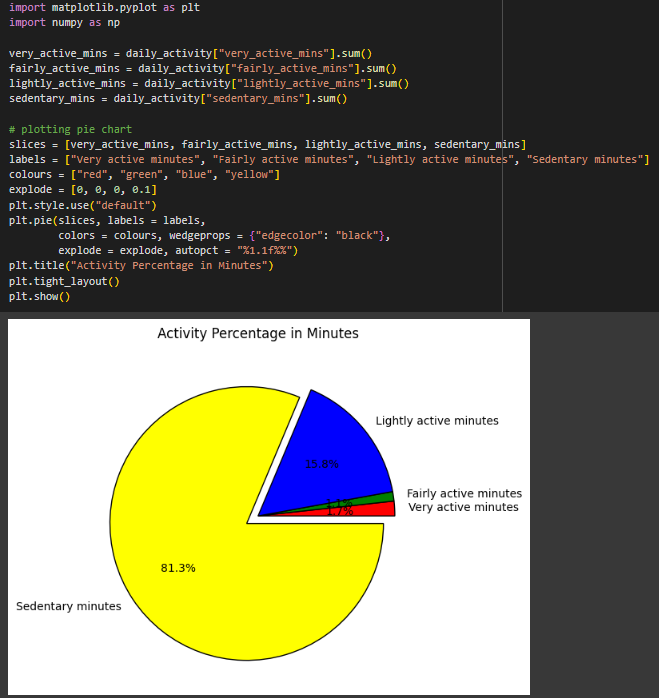 import matplotlib.pyplot as plt
import numpy as np
very_active_mins = daily_activity["very_active_mins"].sum()
fairly_active_mins = daily_activity["fairly_active_mins"].sum()
lightly_active_mins = daily_activity["lightly_active_mins"].sum()
sedentary_mins = daily_activity["sedentary_mins"].sum()
# plotting pie chart
slices = [very_active_mins, fairly_active_mins, lightly_active_mins, sedentary_mins]
labels = ["Very active minutes", "Fairly active minutes", "Lightly active minutes", "Sedentary minutes"]
colours = ["red", "green", "blue", "yellow"]
explode = [0, 0, 0, 0.1]
plt.style.use("default")
plt.pie(slices, labels = labels,
colors = colours, wedgeprops = {"edgecolor": "black"},
explode = explode, autopct = "%1.1f%%")
plt.title("Activity Percentage in Minutes")
plt.tight_layout()
plt.show()
Activity Percentage in Minutes
Lightly active minutes
15.8%
Fairly active minutes
Very active minutes
1.7%
81.3%
Sedentary minutes